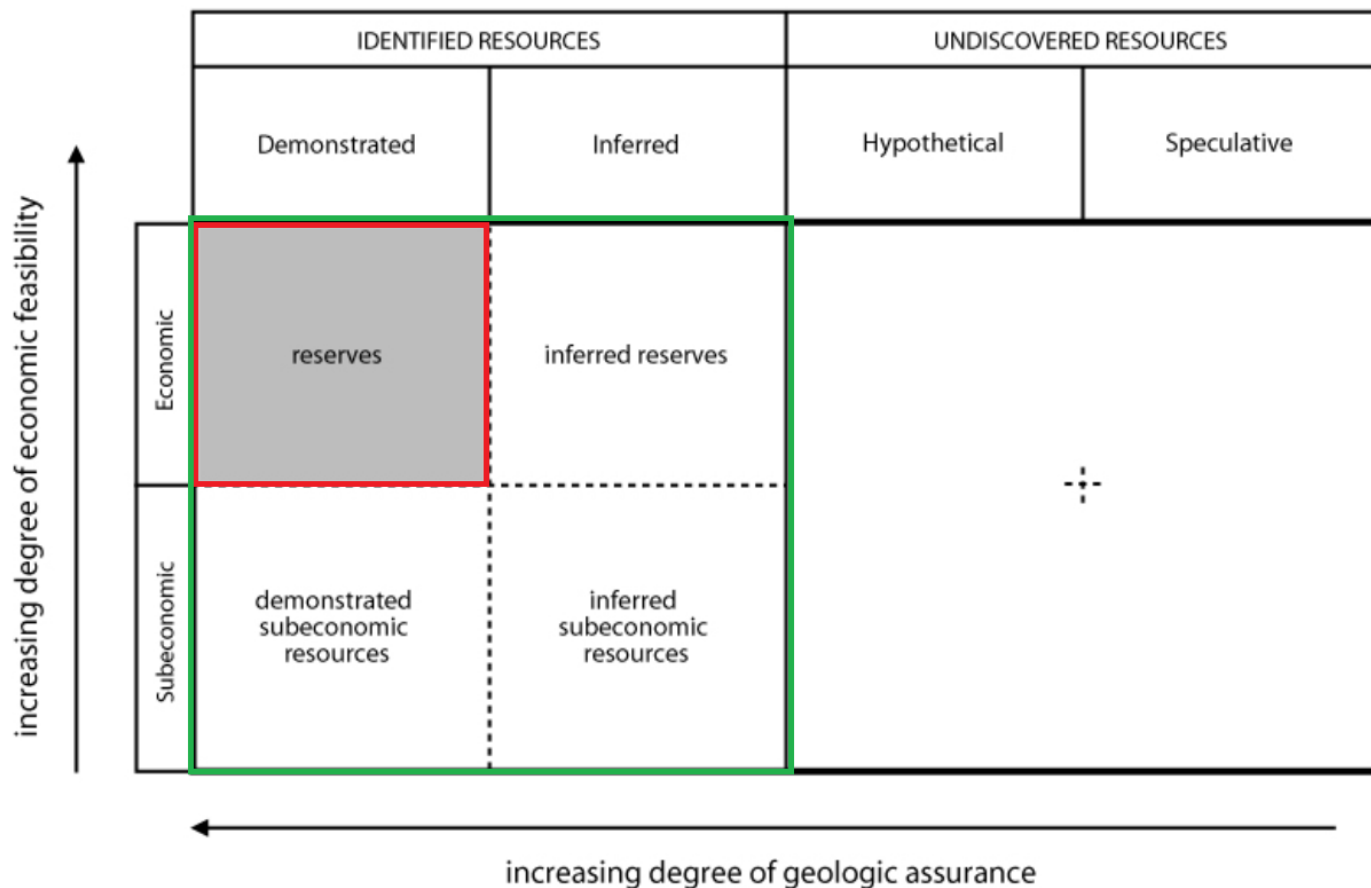 IDENTIFIED RESOURCES
UNDISCOVERED RESOURCES
Demonstrated
Inferred
Hypothetical
Speculative
increasing degree of economic feasibility
Economic
reserves
inferred reserves
Subeconomic
demonstrated
subeconomic
resources
inferred
subeconomic
resources
increasing degree of geologic assurance